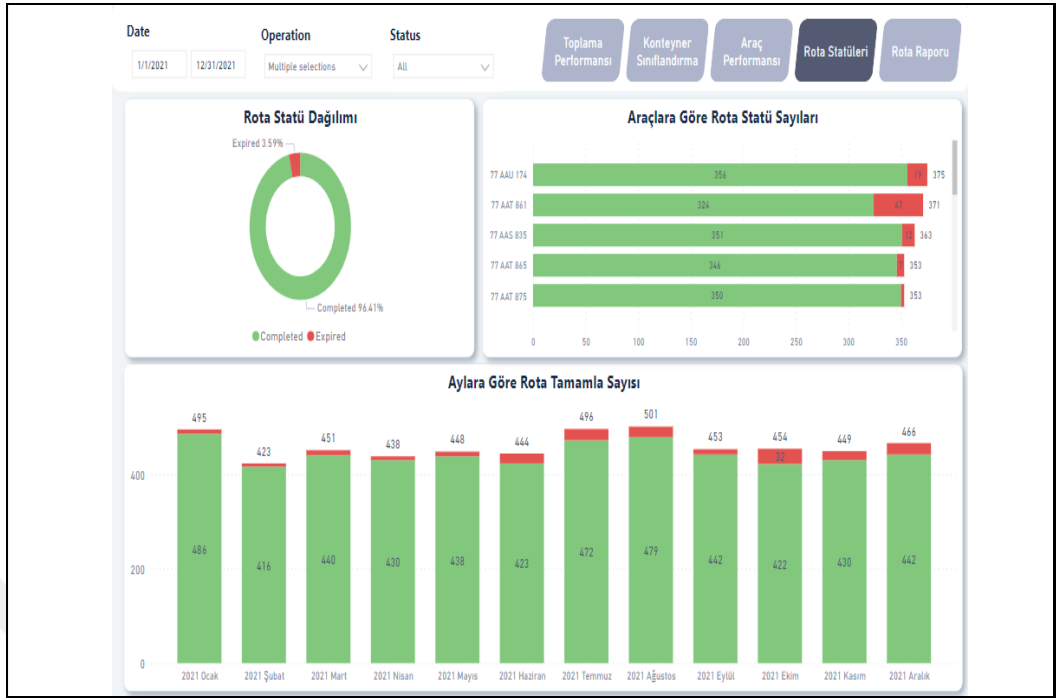 Date
Operation
Status
1/1/2021
12/31/2021
Multiple selections
All
Toplama
Performansı
Konteyner
Sınıflandırma
Araç
Performansı
Rota Statüleri
Rota Raporu
Rota Statü Dağılımı
Expired 3.59%
Completed 96.41%
Completed Expired
Araçlara Göre Rota Statü Sayıları
77 AAU 174 356 19 375
77 AAT 861 324 47 371
77 AAS 835 351 12 363
77 AAT 865 346 7 353
77 AAT 875 350 353
0 50 100 150 200 250 300 350
Aylara Göre Rota Tamamla Sayısı
495 423 451 438 448 444 496 501 453 454 449 466
32
400
486 416 440 430 438 423 472 479 442 422 430 442
200
0
2021 Ocak 2021 Şubat 2021 Mart 2021 Nisan 2021 Mayıs 2021 Haziran 2021 Temmuz 2021 Ağustos 2021 Eylül 2021 Ekim 2021 Kasım 2021 Aralık